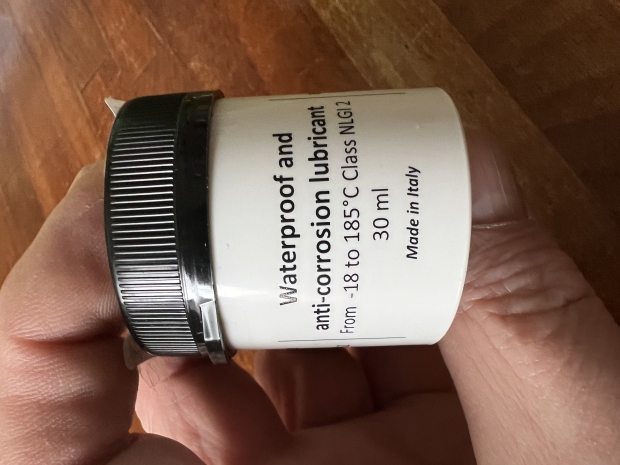 Waterproof and
anti-corrosion lubricant
From -18 to 185°C Class NLGI 2
30 ml
Made in Italy